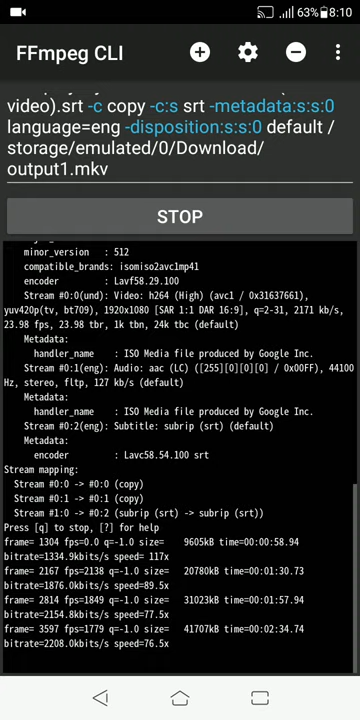 63% 8:10
FFmpeg CLI
video).srt -c copy -c:s srt -metadata:s:s:0
language=eng -disposition:s:s:0 default /
storage/emulated/0/Download/
output1.mkv
STOP
minor_version : 512
compatible_brands: isomiso2avc1mp41
encoder : Lavf58.29.100
Stream #0:0(und): Video: h264 (High) (avc1 / 0x31637661),
yuv420p(tv, bt709), 1920x1080 [SAR 1:1 DAR 16:9], q=2-31, 2171 kb/s,
23.98 fps, 23.98 tbr, 1k tbn, 24k tbc (default)
Metadata:
handler_name : ISO Media file produced by Google Inc.
Stream #0:1(eng): Audio: aac (LC) ([255][0][0][0] / 0x00FF), 44100
Hz, stereo, fltp, 127 kb/s (default)
Metadata:
handler_name : ISO Media file produced by Google Inc.
Stream #0:2(eng): Subtitle: subrip (srt) (default)
Metadata:
encoder : Lavc58.54.100 srt
Stream mapping:
Stream #0:0 -> #0:0 (copy)
Stream #0:1 -> #0:1 (copy)
Stream #1:0 -> #0:2 (subrip (srt) -> subrip (srt))
Press [q] to stop, [?] for help
frame= 1304 fps=0.0 q=-1.0 size= 9605kB time=00:00:58.94
bitrate=1334.9kbits/s speed= 117x
frame= 2167 fps=2138 q=-1.0 size= 20780kB time=00:01:30.73
bitrate=1876.0kbits/s speed=89.5x
frame= 2814 fps=1849 q=-1.0 size= 31023kB time=00:01:57.94
bitrate=2154.8kbits/s speed=77.5x
frame= 3597 fps=1779 q=-1.0 size= 41707kB time=00:02:34.74
bitrate=2208.0kbits/s speed=76.5x